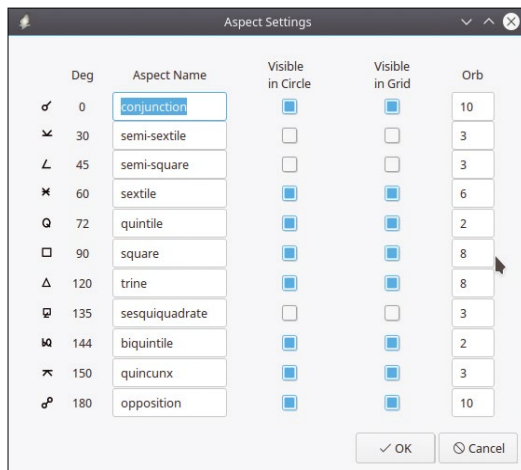 Aspect Settings
Deg Aspect Name Visible in Circle Visible in Grid Orb
0 conjunction 10
30 semi-sextile 3
45 semi-square 3
60 sextile 6
Q 72 quintile 2
90 square 8
120 trine 8
135 sesquiquadrate 3
bQ 144 biquintile 2
150 quincunx 3
180 opposition 10
OK Cancel